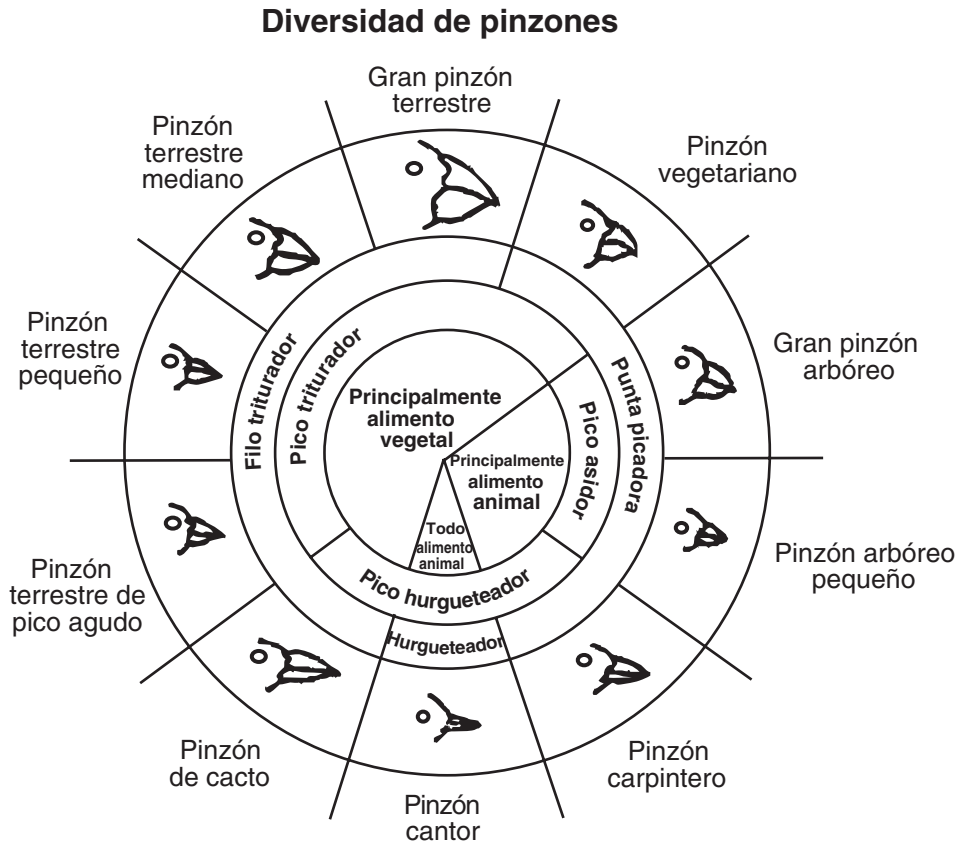 Diversidad de pinzones
Gran pinzón
terrestre
Pinzón
vegetariano
Gran pinzón
arbóreo
Pinzón arbóreo
pequeño
Pinzón
carpintero
Pinzón
cantor
Pinzón
de cacto
Pinzón
terrestre de
pico agudo
Pinzón
terrestre
pequeño
Pinzón
terrestre
mediano
Filo triturador
Punta picadora
Hurgueteador
Pico triturador
Pico asidor
Pico hurgueteador
Principalmente
alimento
vegetal
Principalmente
alimento
animal
Todo
alimento
animal